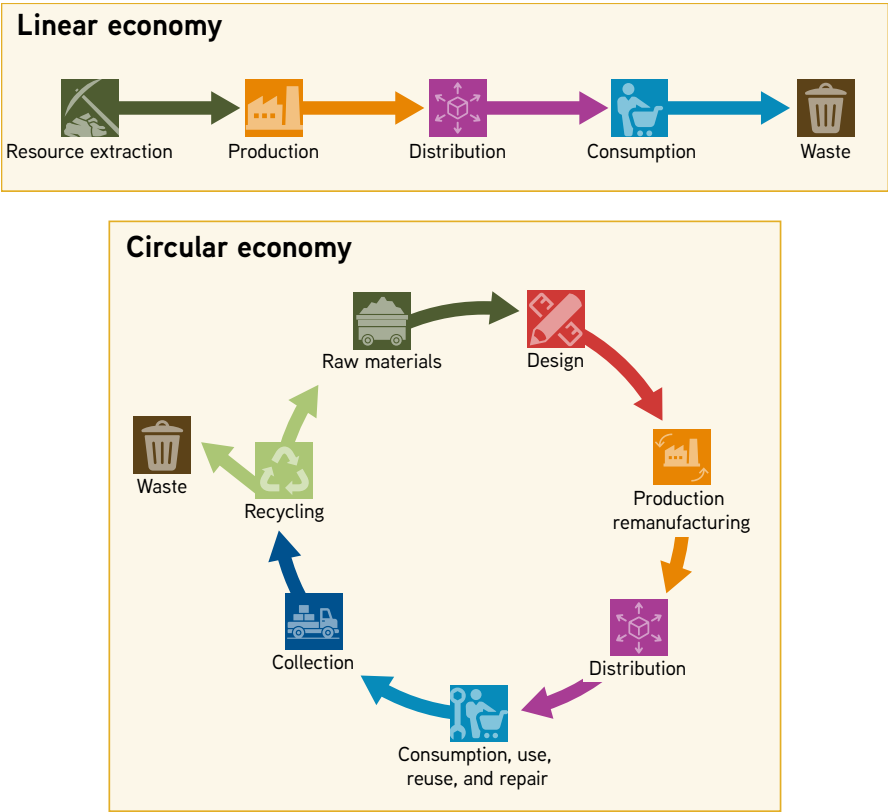 Linear economy
Resource extraction
Production
Distribution
Consumption
Waste
Circular economy
Raw materials
Design
Production
remanufacturing
Distribution
Consumption, use,
reuse, and repair
Collection
Recycling
Waste